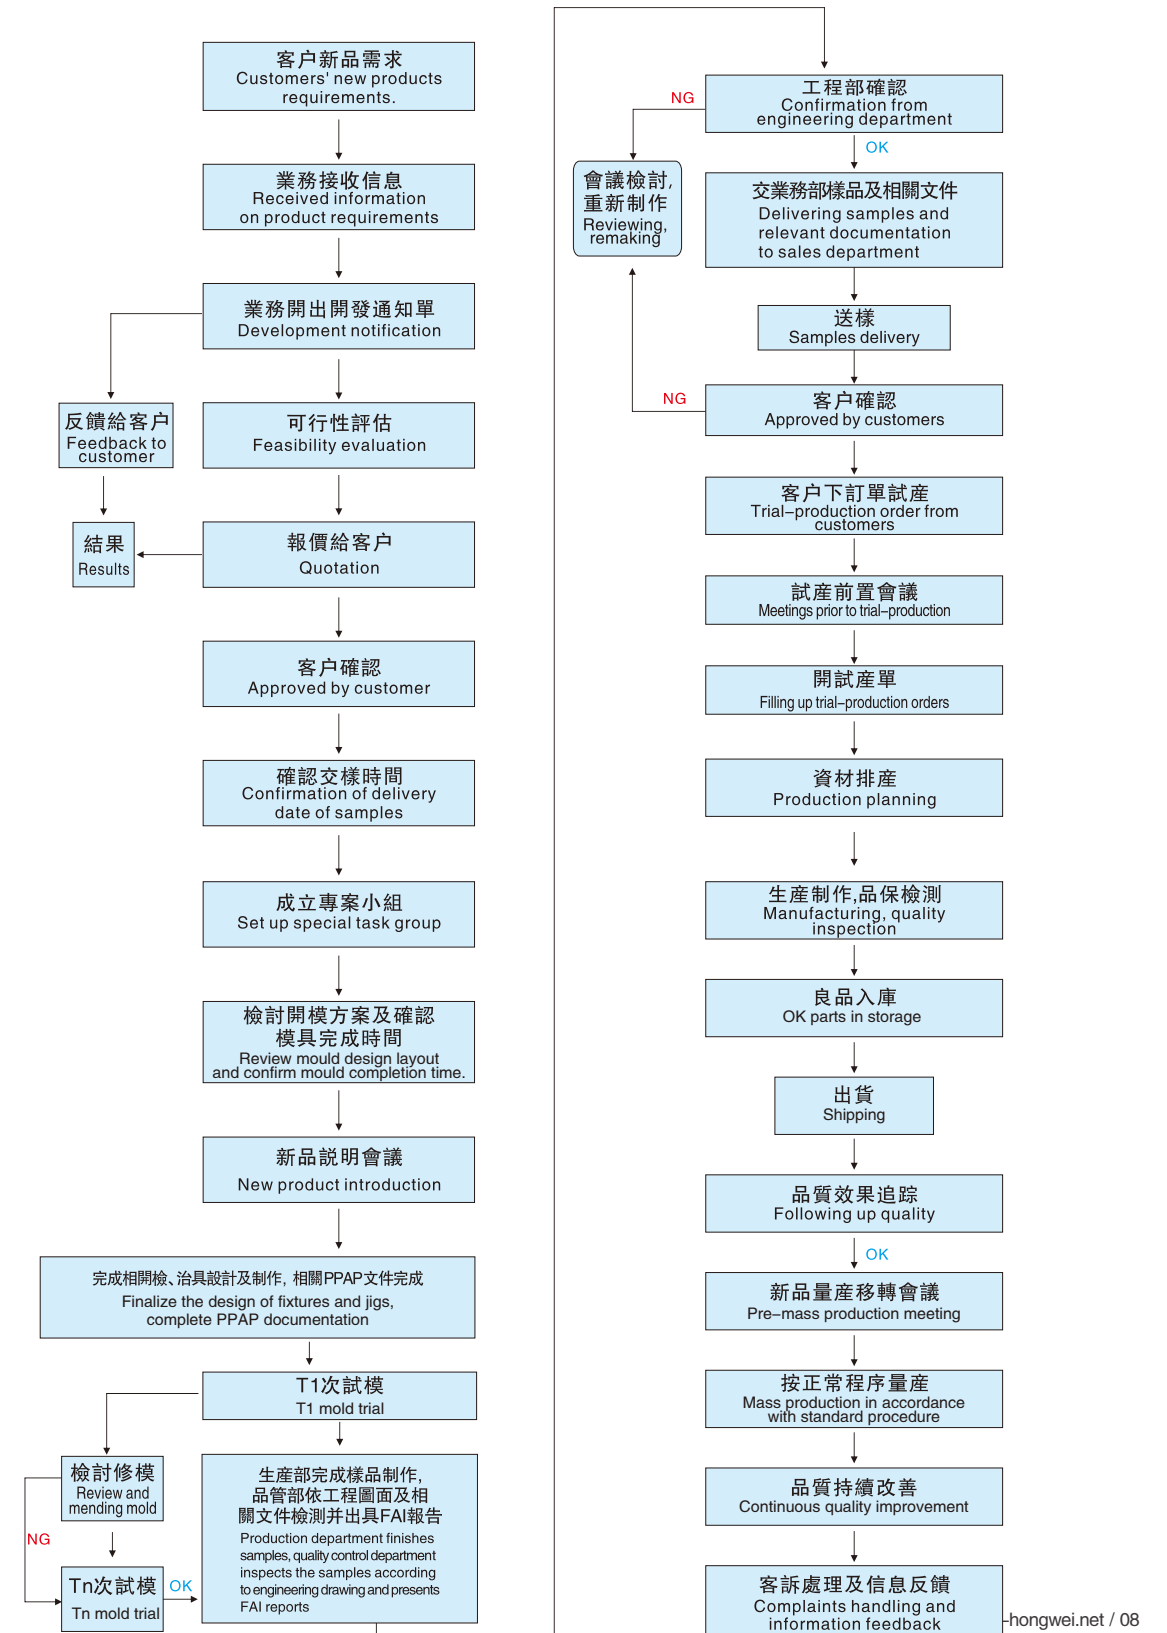 客户新品需求
Customers' new products
requirements.
業務接收信息
Received information
on product requirements
業務開出開發通知單
Development notification
反饋給客户
Feedback to
customer
可行性評估
Feasibility evaluation
結果
Results
報價給客户
Quotation
客户確認
Approved by customer
確認交樣時間
Confirmation of delivery
date of samples
成立專案小組
Set up special task group
檢討開模方案及確認
模具完成時間
Review mould design layout
and confirm mould completion time.
新品説明會議
New product introduction
完成相開檢、治具設計及制作, 相關PPAP文件完成
Finalize the design of fixtures and jigs,
complete PPAP documentation
T1次試模
T1 mold trial
檢討修模
Review and
mending mold
NG
Tn次試模
Tn mold trial
OK
生産部完成樣品制作,
品管部依工程圖面及相
關文件檢測并出具FAI報告
Production department finishes
samples, quality control department
inspects the samples according
to engineering drawing and presents
FAI reports
工程部確認
Confirmation from
engineering department
NG
OK
會議檢討,
重新制作
Reviewing,
remaking
交業務部樣品及相關文件
Delivering samples and
relevant documentation
to sales department
送樣
Samples delivery
NG
客户確認
Approved by customers
客户下訂單試産
Trial-production order from
customers
試産前置會議
Meetings prior to trial-production
開試産單
Filling up trial-production orders
資材排産
Production planning
生産制作,品保檢測
Manufacturing, quality
inspection
良品入庫
OK parts in storage
出貨
Shipping
品質效果追踪
Following up quality
OK
新品量産移轉會議
Pre-mass production meeting
按正常程序量産
Mass production in accordance
with standard procedure
品質持續改善
Continuous quality improvement
客訴處理及信息反饋
Complaints handling and
information feedback
-hongwei.net / 08